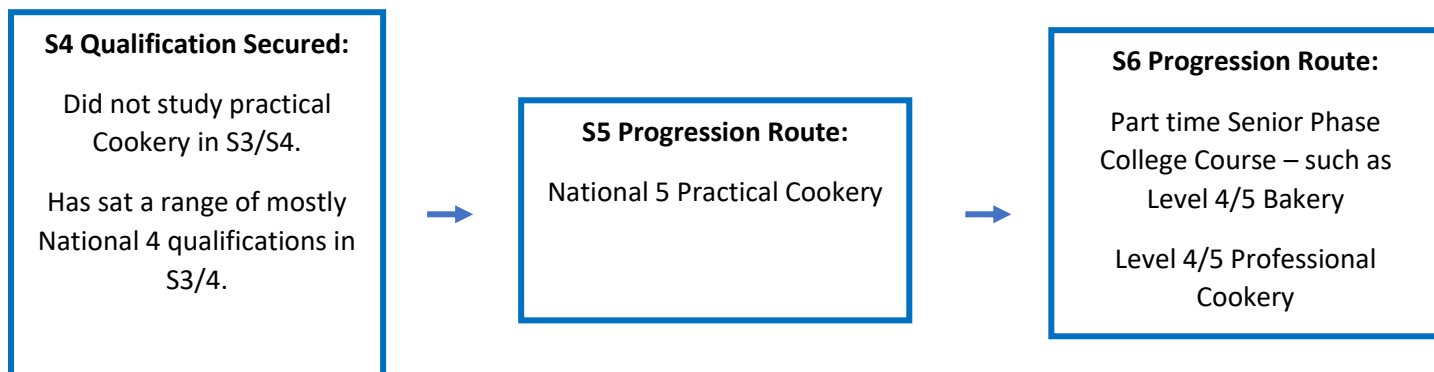 S4 Qualification Secured:
Did not study practical
Cookery in S3/S4.
Has sat a range of mostly
National 4 qualifications in
S3/4.
S5 Progression Route:
National 5 Practical Cookery
S6 Progression Route:
Part time Senior Phase
College Course – such as
Level 4/5 Bakery
Level 4/5 Professional
Cookery